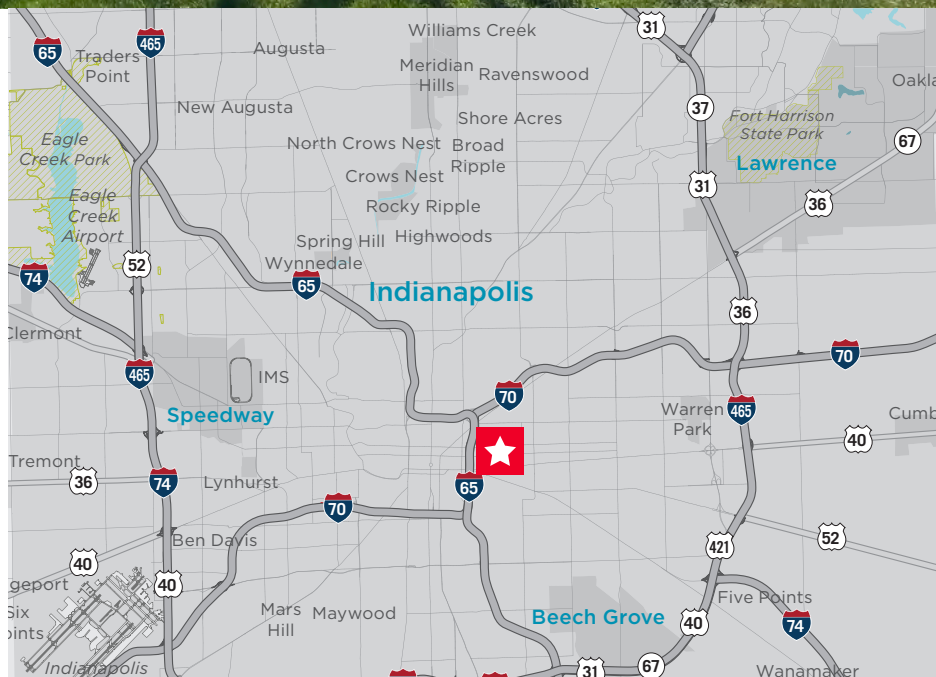 65
465
Traders
Point
Augusta
Williams Creek
31
Meridian
Hills
Ravenswood
Oakla
New Augusta
37
Shore Acres
Fort Harrison
State Park
67
Eagle
Creek Park
North Crows Nest
Broad
Ripple
Lawrence
Crows Nest
31
Eagle
Creek
Airport
Rocky Ripple
36
Spring Hill
Highwoods
52
Wynnedale
74
65
Indianapolis
36
Clermont
70
465
IMS
70
Speedway
Warren
Park
465
Cumb
40
Tremont
36
74
Lynhurst
65
70
Ben Davis
421
52
40
geport
40
Six
oints
Mars
Hill
Maywood
Beech Grove
40
Five Points
74
Indianapolis
31
67
Wanamaker